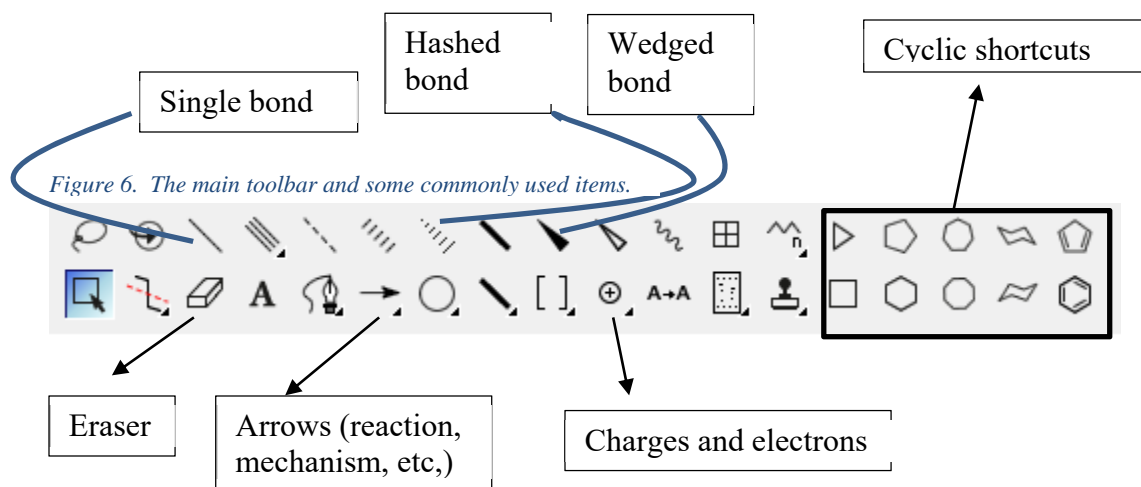 Hashed
bond
Wedged
bond
Cyclic shortcuts
Single bond
Figure 6.  The main toolbar and some commonly used items.
n
A
A→A
Eraser
Arrows (reaction,
mechanism, etc,)
Charges and electrons